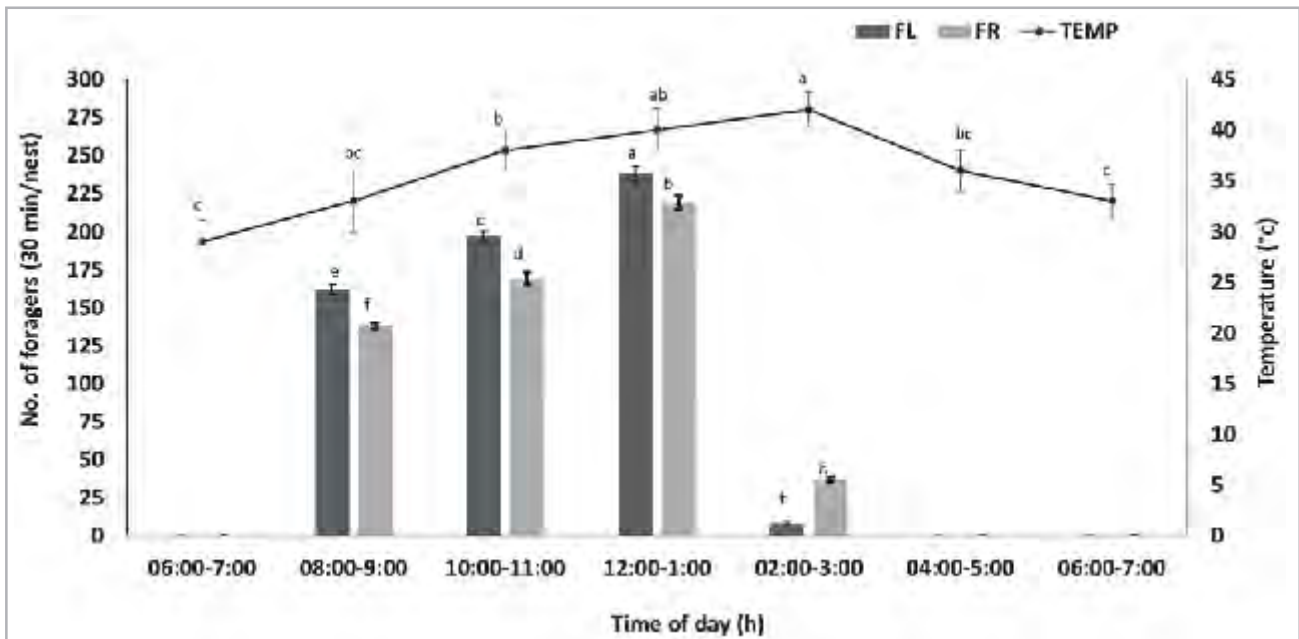 FL FR TEMP
No. of foragers (30 min/nest)
300
275
250
225
200
175
150
125
100
75
50
25
0
Temperature (°c)
45
40
35
30
25
20
15
10
5
0
c
bc
b
ab
a
bc
c
e
f
c
d
a
b
06:00-7:00 08:00-9:00 10:00-11:00 12:00-1:00 02:00-3:00 04:00-5:00 06:00-7:00
Time of day (h)